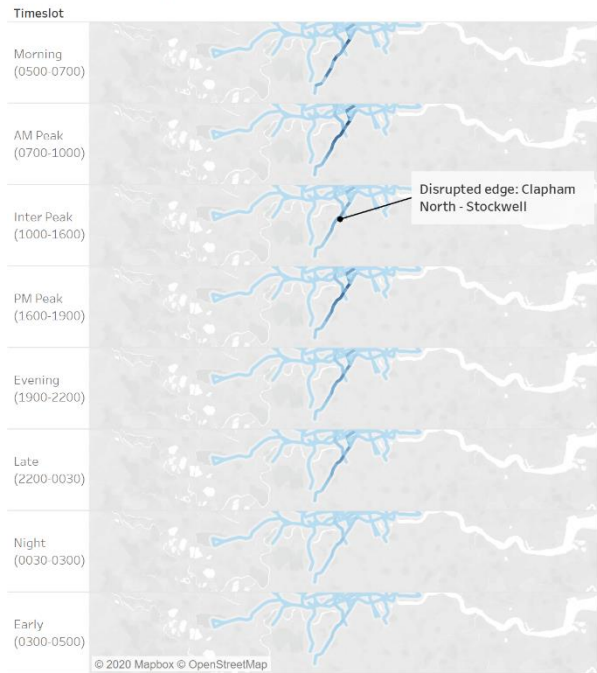 Timeslot
Morning
(0500-0700)
AM Peak
(0700-1000)
Inter Peak
(1000-1600)
Disrupted edge: Clapham
North - Stockwell
PM Peak
(1600-1900)
Evening
(1900-2200)
Late
(2200-0030)
Night
(0030-0300)
Early
(0300-0500)
© 2020 Mapbox © OpenStreetMap